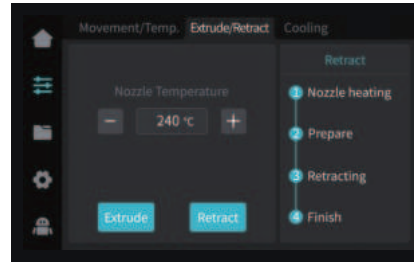 Movement/Temp. Extrude/Retract Cooling
Retract
Nozzle Temperature
− 240 ℃ +
1 Nozzle heating
2 Prepare
3 Retracting
4 Finish
Extrude Retract